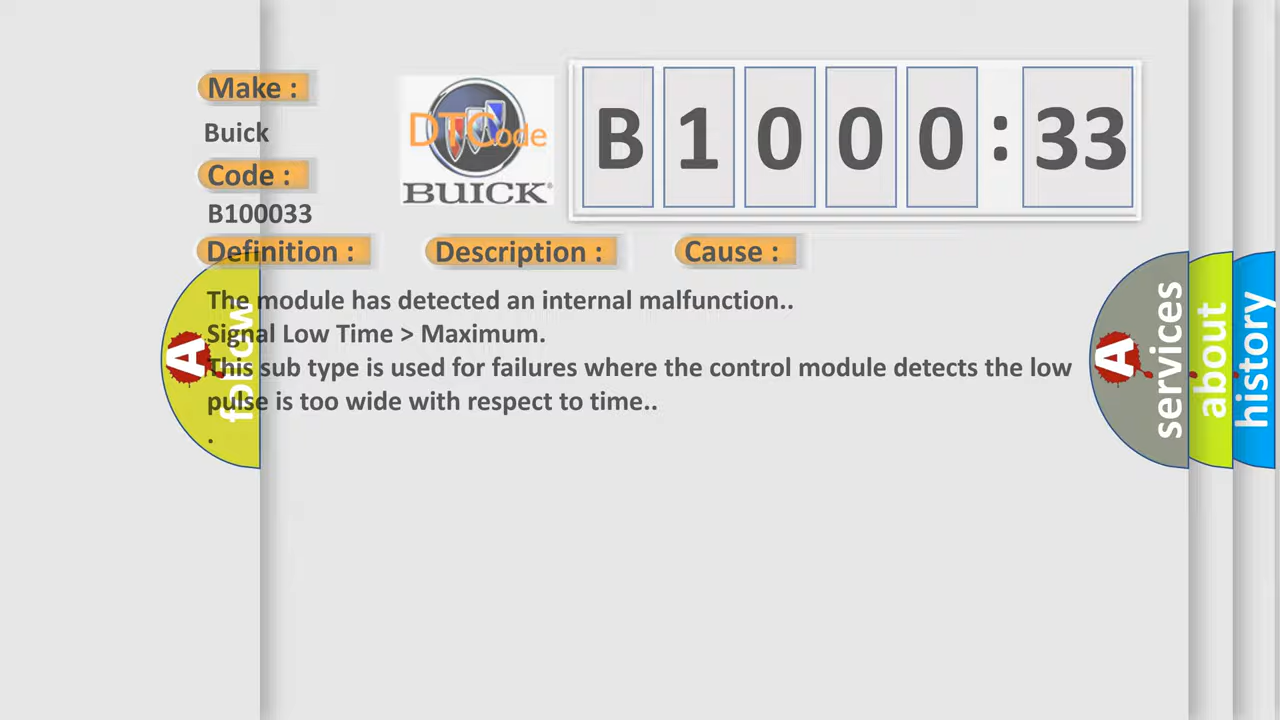 Make :
Buick
Code :
B100033
DTCode
BUICK
B 1 0 0 0 : 33
Definition :
Description :
Cause :
The module has detected an internal malfunction..
Signal Low Time > Maximum.
This sub type is used for failures where the control module detects the low
pulse is too wide with respect to time..
.
A
follow
A
services
about
history